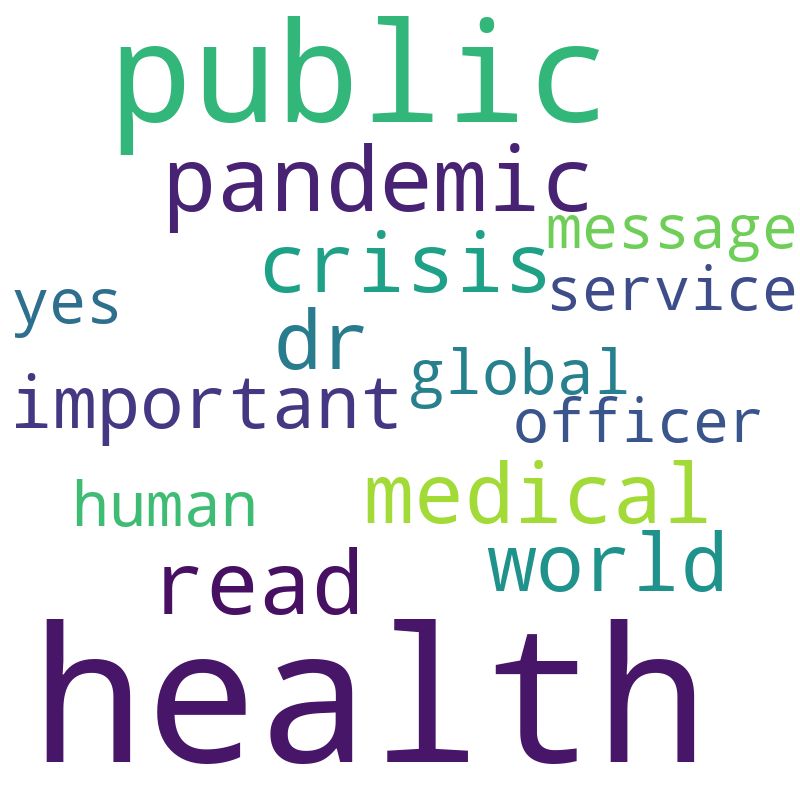 public
pandemic
message
crisis
service
yes
dr
global
important
officer
medical
human
world
read
health